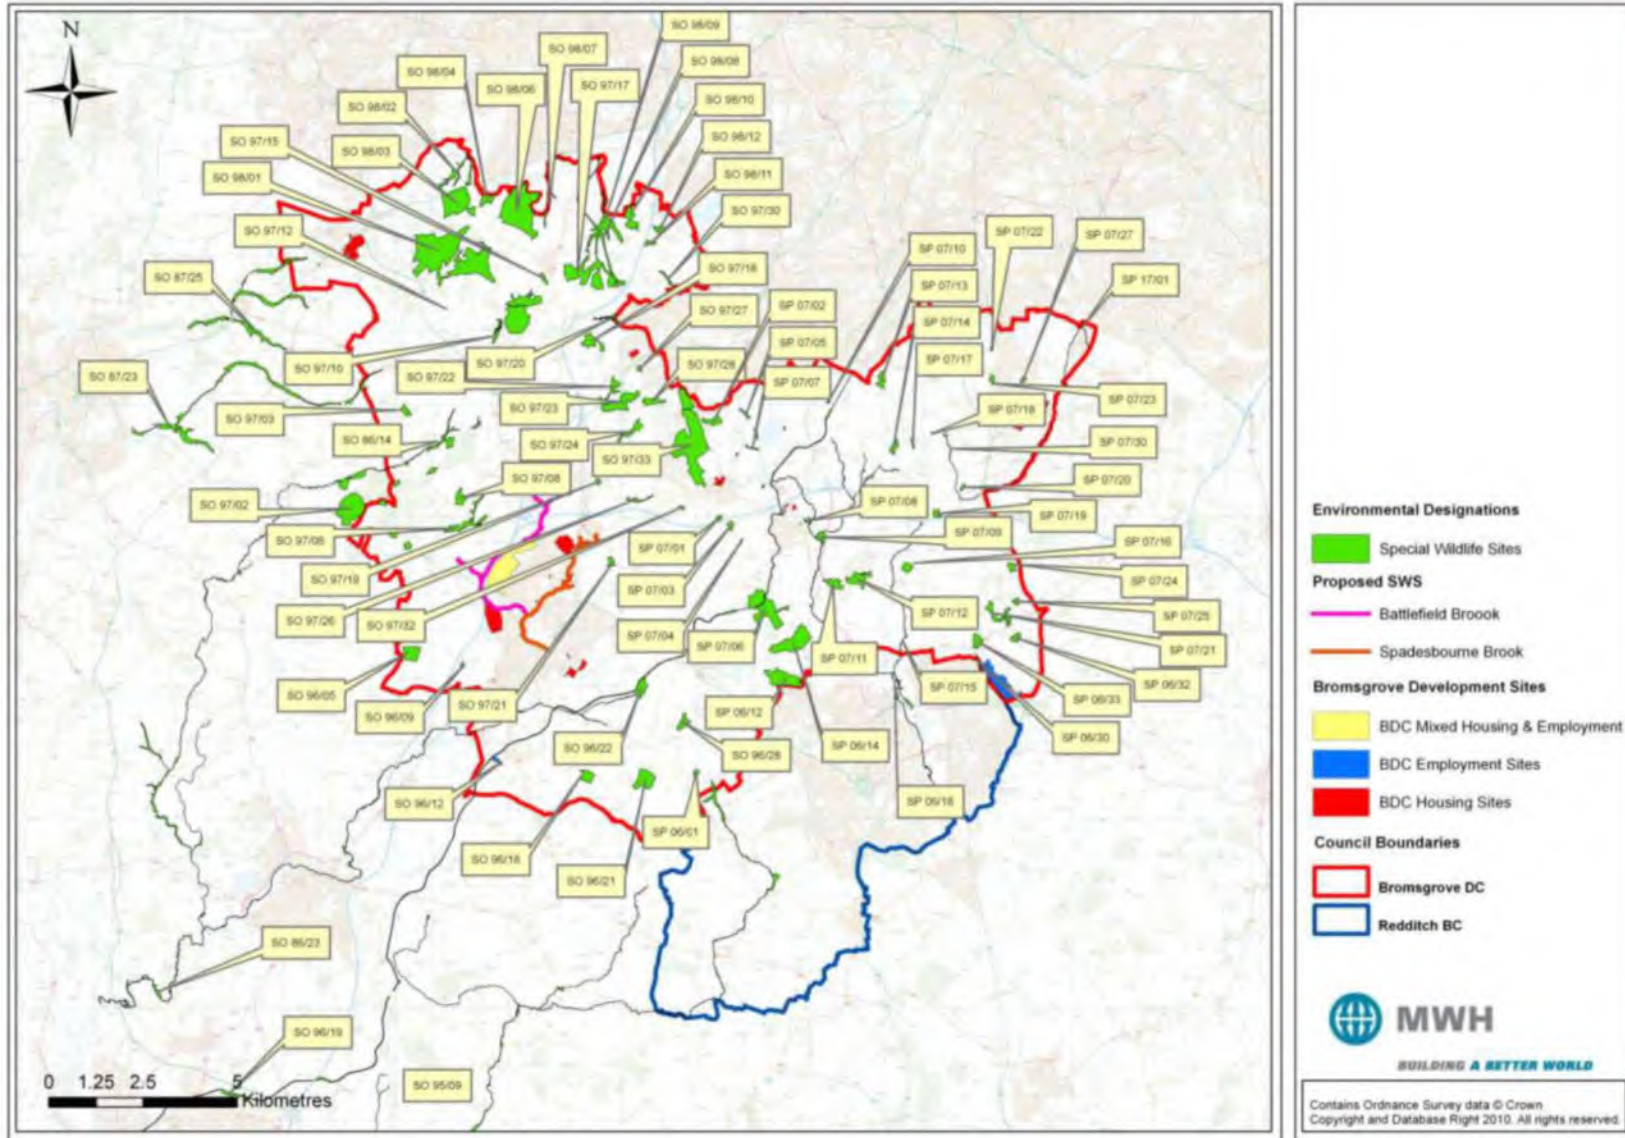 N
SO 98/09
SO 98/07
SO 98/08
SO 98/04
SO 98/06
SO 97/17
SO 98/02
SO 98/10
SO 97/15
SO 98/03
SO 98/12
SO 98/01
SO 98/11
SO 97/12
SO 97/30
SP 07/22
SP 07/27
SP 07/10
SO 87/25
SO 97/18
SP 07/13
SP 17/01
SO 97/27
SP 07/02
SP 07/14
SO 97/10
SO 97/20
SP 07/05
SP 07/17
SO 87/23
SO 97/22
SO 97/28
SP 07/07
SP 07/23
SO 97/03
SO 97/23
SP 07/18
SO 86/14
SO 97/24
SO 97/33
SP 07/30
SO 97/08
SP 07/20
SO 97/02
SP 07/08
SP 07/19
SO 97/06
SP 07/01
SP 07/09
SP 07/16
SO 97/19
SP 07/03
SP 07/24
SO 97/26
SO 97/32
SP 07/04
SP 07/12
SP 07/25
SP 07/06
SP 07/11
SP 07/21
SO 96/05
SO 96/09
SO 97/21
SP 07/15
SP 06/33
SP 06/32
SP 06/12
SO 96/22
SO 96/28
SP 06/14
SP 06/30
SO 96/12
SP 06/18
SP 06/01
SO 96/18
SO 96/21
SO 86/23
SO 96/19
SO 95/09
0 1.25 2.5 5
Kilometres
Environmental Designations
Special Wildlife Sites
Proposed SWS
Battlefield Broook
Spadesbourne Brook
Bromsgrove Development Sites
BDC Mixed Housing & Employment
BDC Employment Sites
BDC Housing Sites
Council Boundaries
Bromsgrove DC
Redditch BC
MWH
BUILDING A BETTER WORLD
Contains Ordnance Survey data © Crown
Copyright and Database Right 2010. All rights reserved.